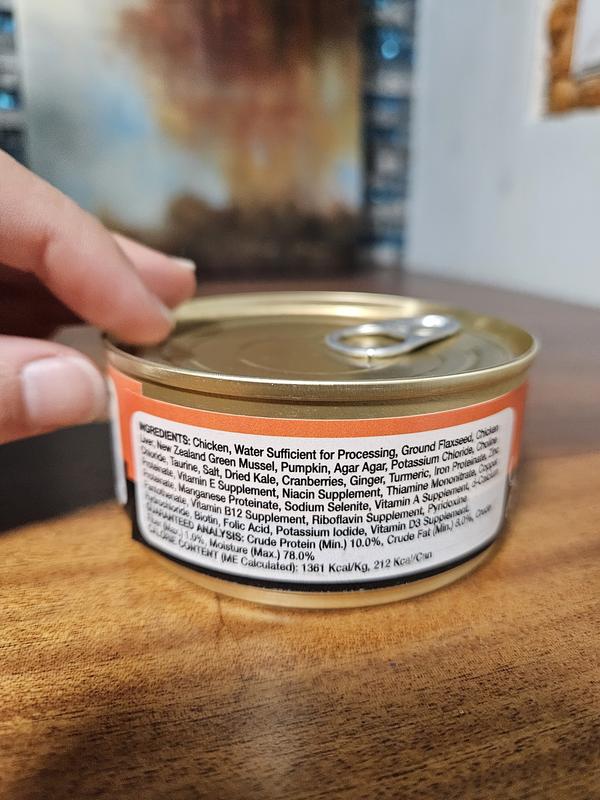 INGREDIENTS: Chicken, Water Sufficient for Processing, Ground Flaxseed, Chicken
Liver, New Zealand Green Mussel, Pumpkin, Agar Agar, Potassium Chloride, Choline
Chloride, Taurine, Salt, Dried Kale, Cranberries, Ginger, Turmeric, Iron Proteinate, Zinc
Proteinate, Vitamin E Supplement, Niacin Supplement, Thiamine Mononitrate, Copper
Proteinate, Manganese Proteinate, Sodium Selenite, Vitamin A Supplement, d-Calcium
Pantothenate, Vitamin B12 Supplement, Riboflavin Supplement, Pyridoxine
Biotin, Folic Acid, Potassium Iodide, Vitamin D3 Supplement.
GUARANTEED ANALYSIS: Crude Protein (Min.) 10.0%, Crude Fat (Min.) 8.0%, Crude
(Max.) 1.0%, Moisture (Max.) 78.0%
CALORIE CONTENT (ME Calculated): 1361 Kcal/Kg, 212 Kcal/Can